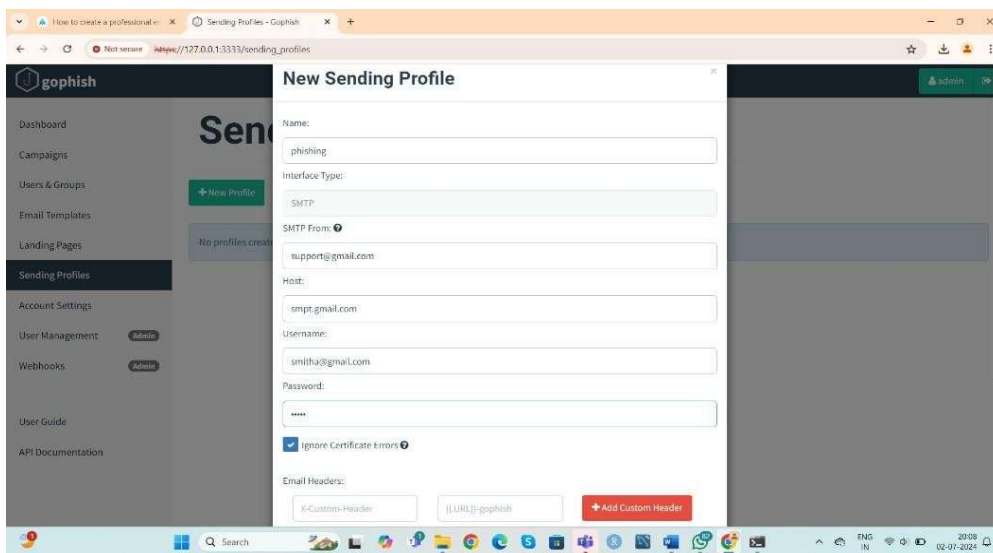 How to create a professional e
Sending Profiles - Gophish
Not secure https://127.0.0.1:3333/sending_profiles
gophish
admin
Dashboard
Campaigns
Users & Groups
Email Templates
Landing Pages
Sending Profiles
Account Settings
User Management Admin
Webhooks Admin
User Guide
API Documentation
Sen
New Profile
No profiles creat
New Sending Profile
Name:
phishing
Interface Type:
SMTP
SMTP From:
support@gmail.com
Host:
smpt.gmail.com
Username:
smitha@gmail.com
Password:
•••••
Ignore Certificate Errors
Email Headers:
X-Custom-Header
{{.URL}}-gophish
Add Custom Header
Search
ENG
IN
20:08
02-07-2024